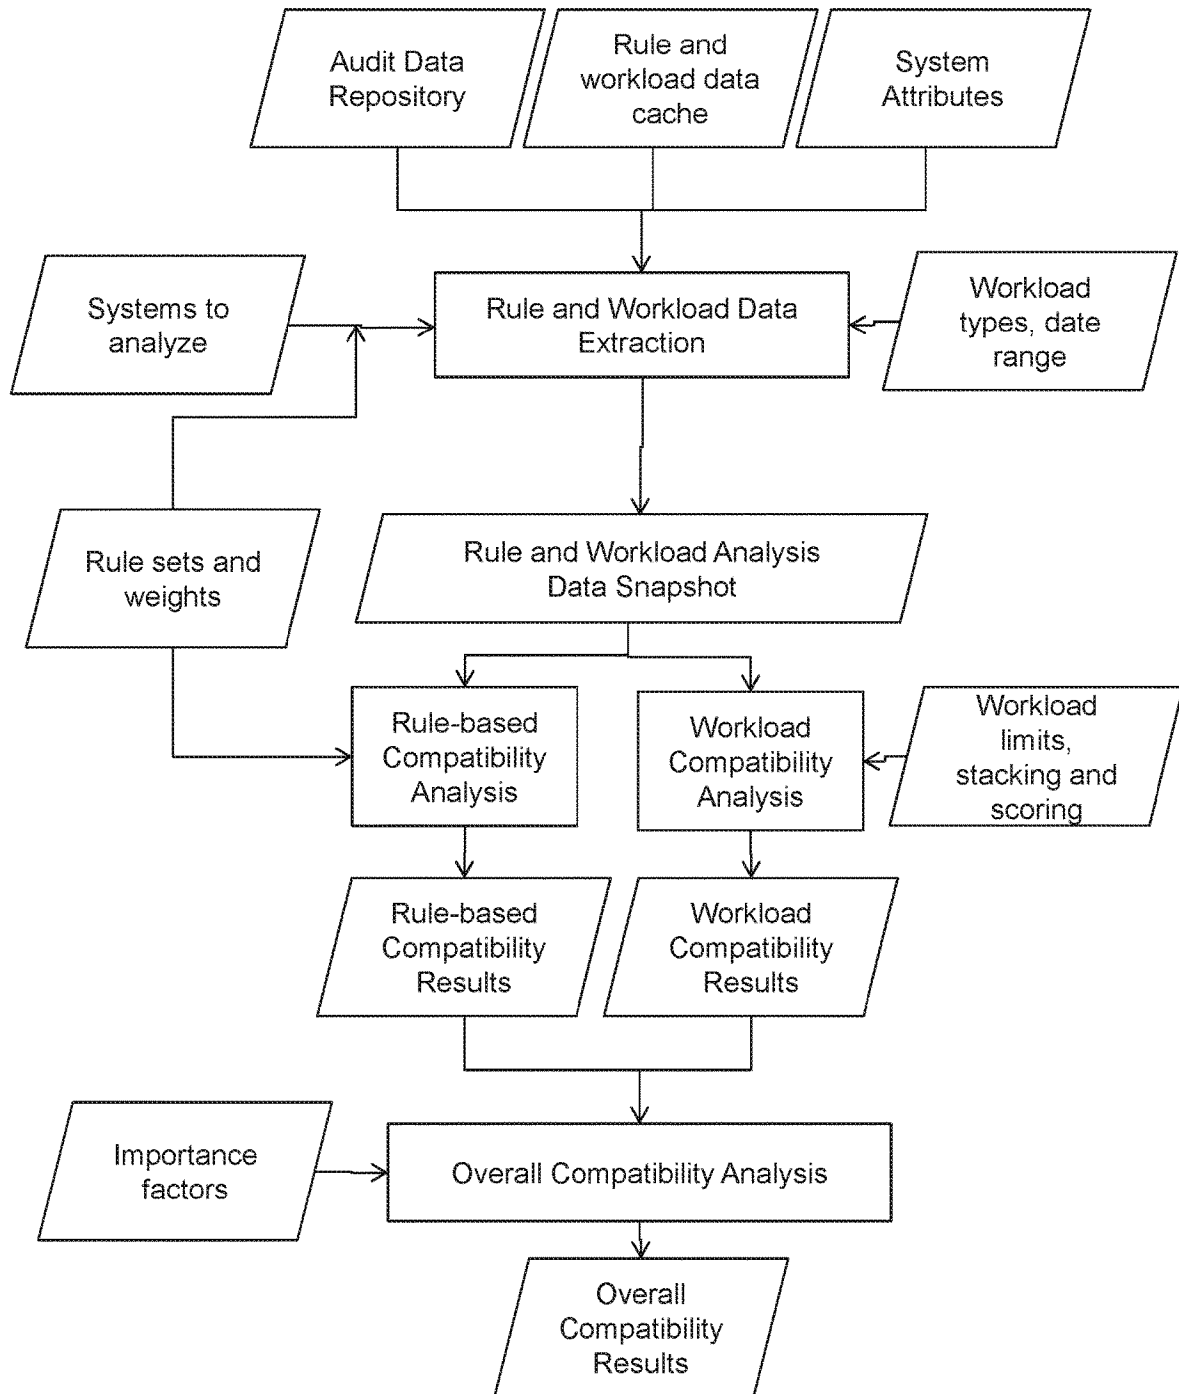 Audit Data
Repository
Rule and
workload data
cache
System
Attributes
Systems to
analyze
Rule and Workload Data
Extraction
Workload
types, date
range
Rule sets and
weights
Rule and Workload Analysis
Data Snapshot
Rule-based
Compatibility
Analysis
Workload
Compatibility
Analysis
Workload
limits,
stacking and
scoring
Rule-based
Compatibility
Results
Workload
Compatibility
Results
Importance
factors
Overall Compatibility Analysis
Overall
Compatibility
Results